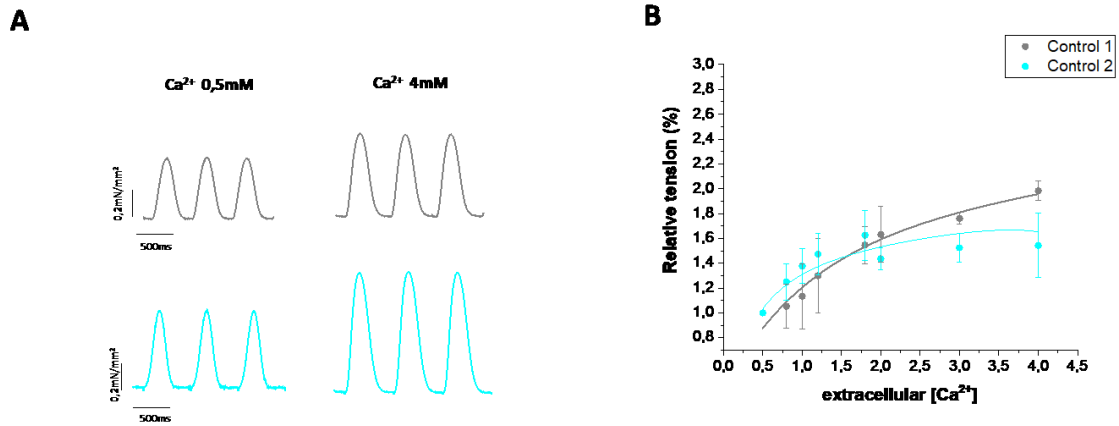 A
Ca²⁺ 0,5mM
Ca²⁺ 4mM
0,2mN/mm²
500ms
0,2mN/mm²
500ms
B
Control 1
Control 2
3,0
2,8
2,6
2,4
2,2
2,0
1,8
1,6
1,4
1,2
1,0
0,8
Relative tension (%)
0,0 0,5 1,0 1,5 2,0 2,5 3,0 3,5 4,0 4,5
extracellular [Ca²⁺]